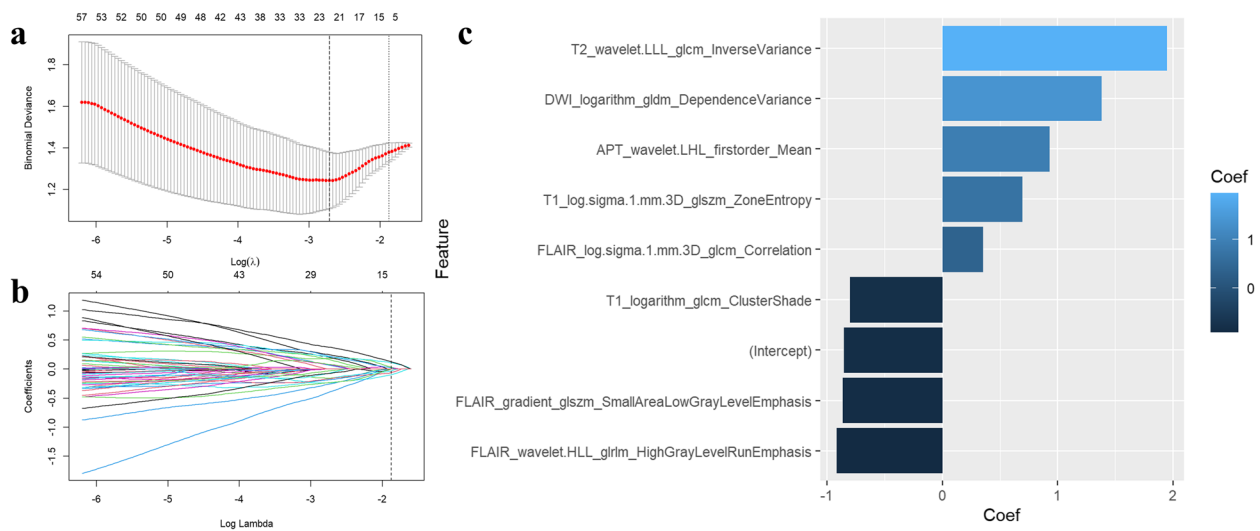 a
57 53 52 50 50 49 48 42 43 38 33 33 23 21 17 15 5
1.8
1.6
1.4
1.2
Binomial Deviance
-6 -5 -4 -3 -2
Log(λ)
b
54 50 43 29 15
1.0
0.5
0.0
-0.5
-1.0
-1.5
Coefficients
-6 -5 -4 -3 -2
Log Lambda
c
Feature
T2_wavelet.LLL_glcm_InverseVariance
DWI_logarithm_gldm_DependenceVariance
APT_wavelet.LHL_firstorder_Mean
T1_log.sigma.1.mm.3D_glszm_ZoneEntropy
FLAIR_log.sigma.1.mm.3D_glcm_Correlation
T1_logarithm_glcm_ClusterShade
(Intercept)
FLAIR_gradient_glszm_SmallAreaLowGrayLevelEmphasis
FLAIR_wavelet.HLL_glrlm_HighGrayLevelRunEmphasis
-1 0 1 2
Coef
Coef
1
0